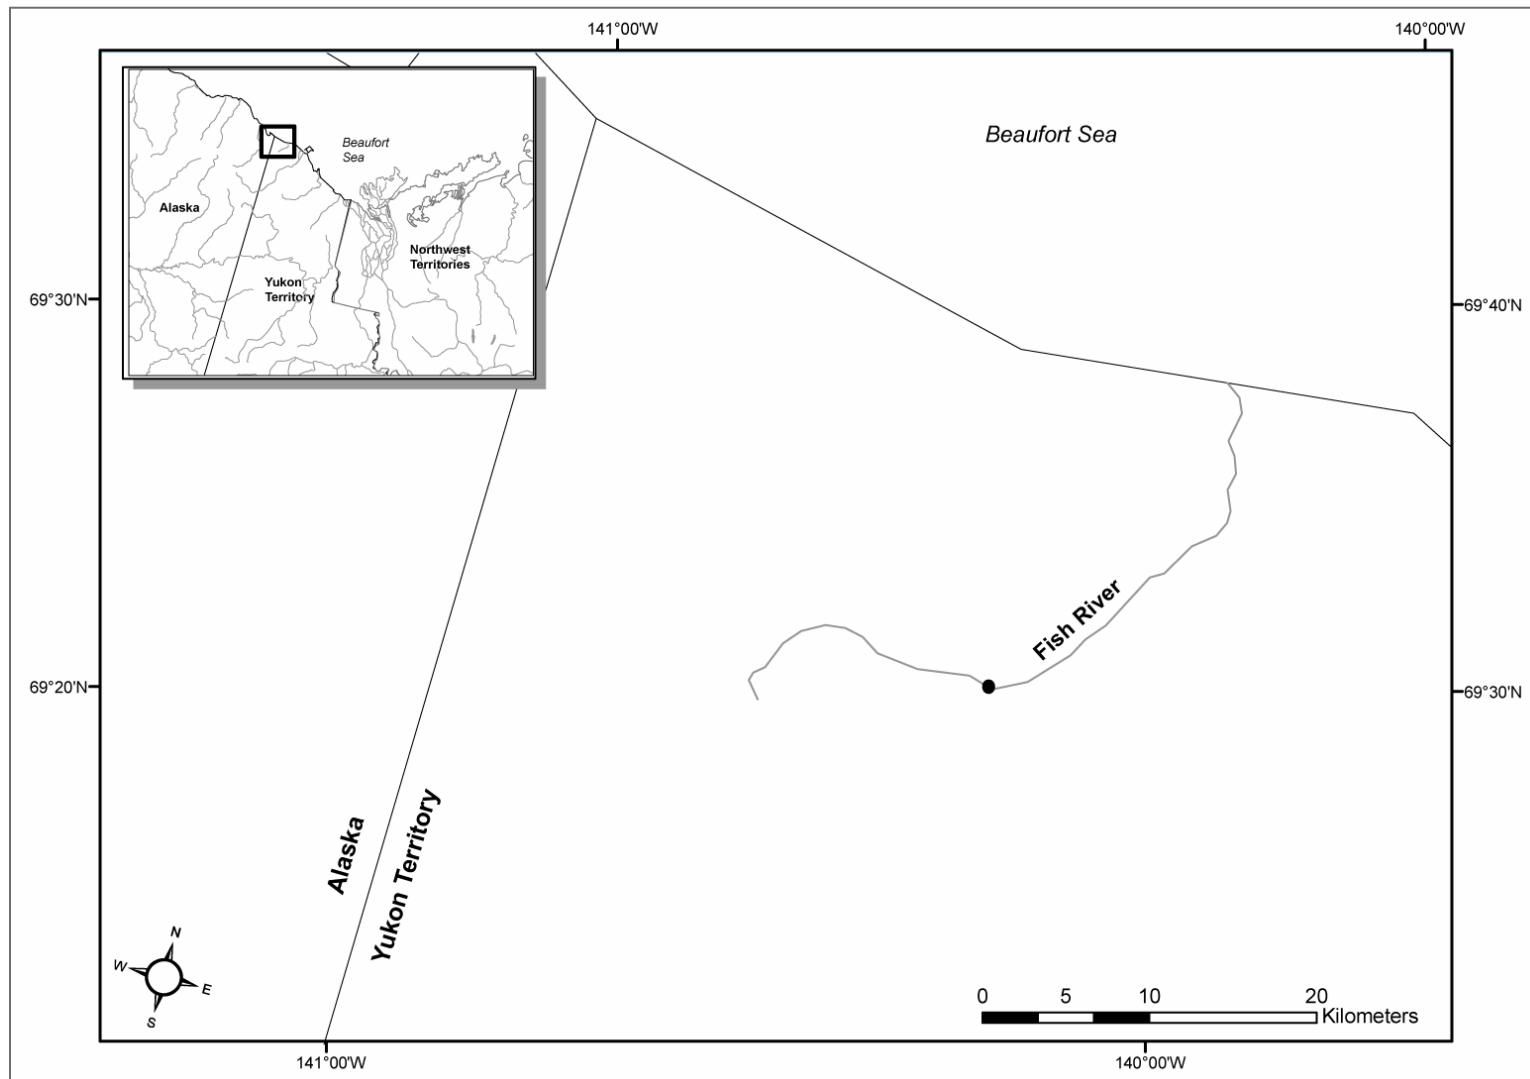 141°00'W
140°00'W
Beaufort Sea
Beaufort
Sea
Alaska
Northwest
Territories
Yukon
Territory
69°30'N
69°40'N
Fish River
69°20'N
69°30'N
Alaska
Yukon Territory
N
W
E
S
0 5 10 20
Kilometers
141°00'W
140°00'W